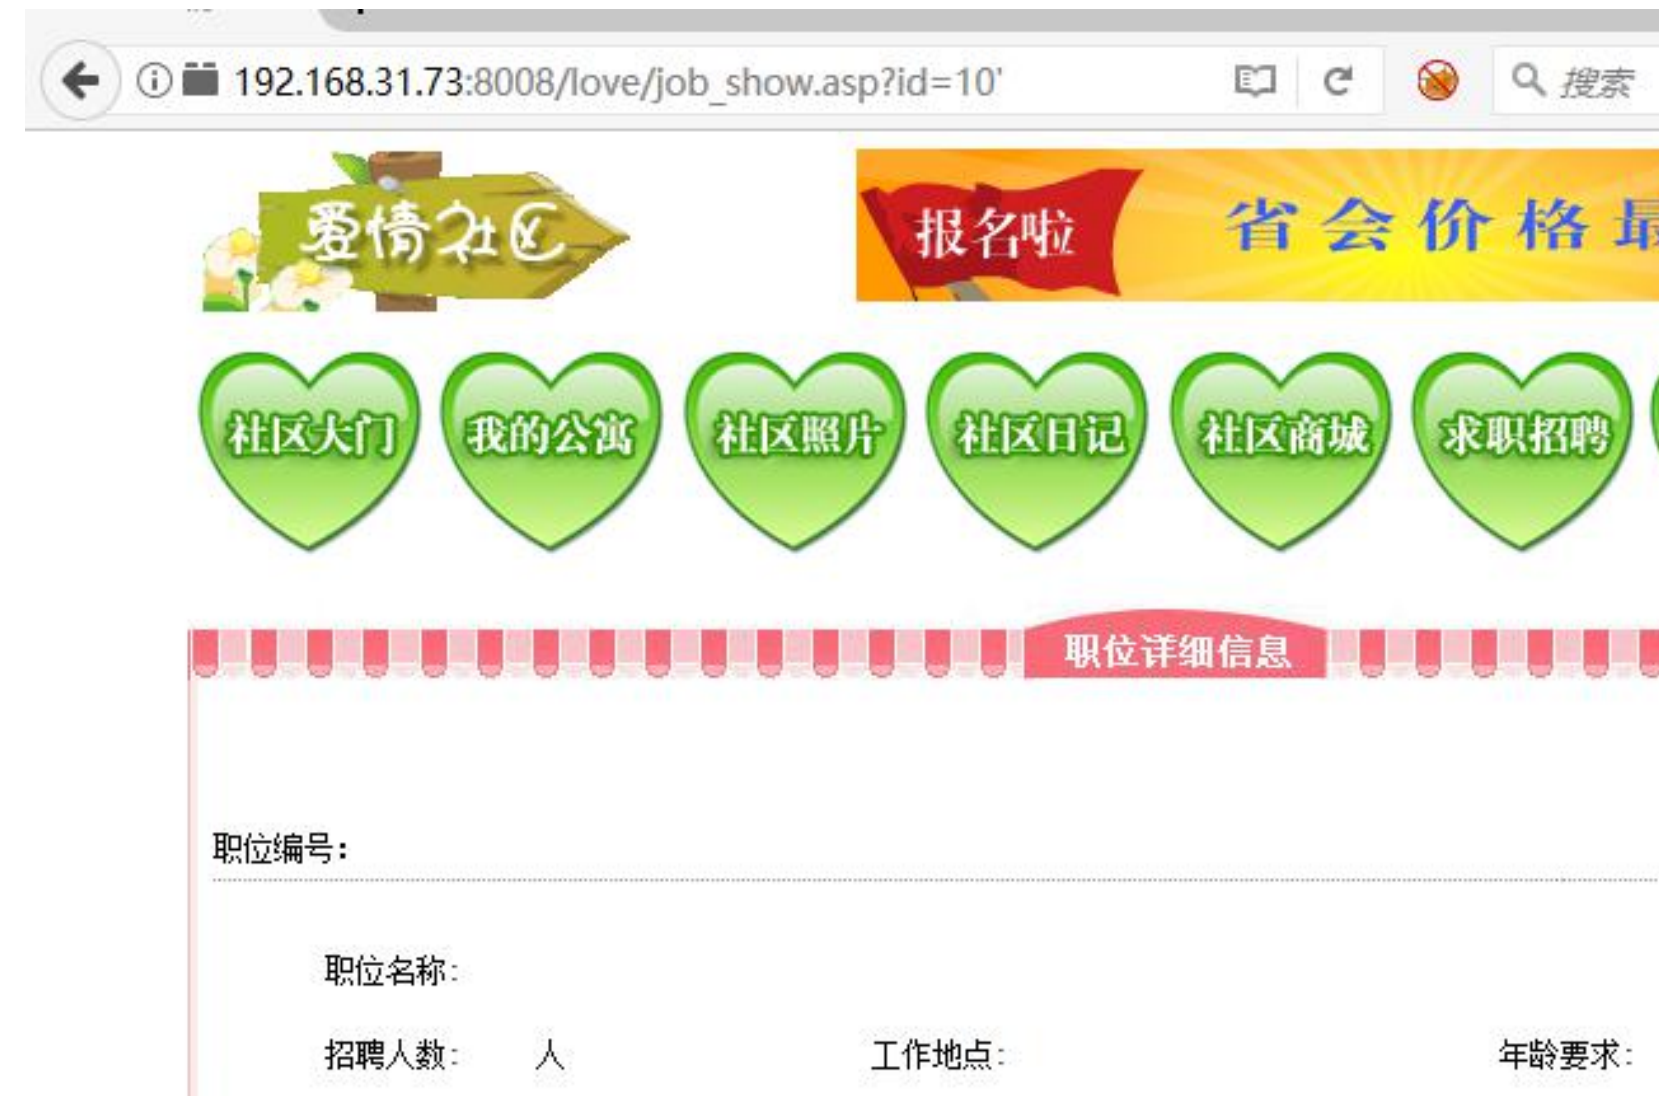 192.168.31.73:8008/love/job_show.asp?id=10'
搜索
爱情社区
报名啦
省会价格最
社区大门 我的公寓 社区照片 社区日记 社区商城 求职招聘
职位详细信息
职位编号:
职位名称:
招聘人数: 人 工作地点: 年龄要求: